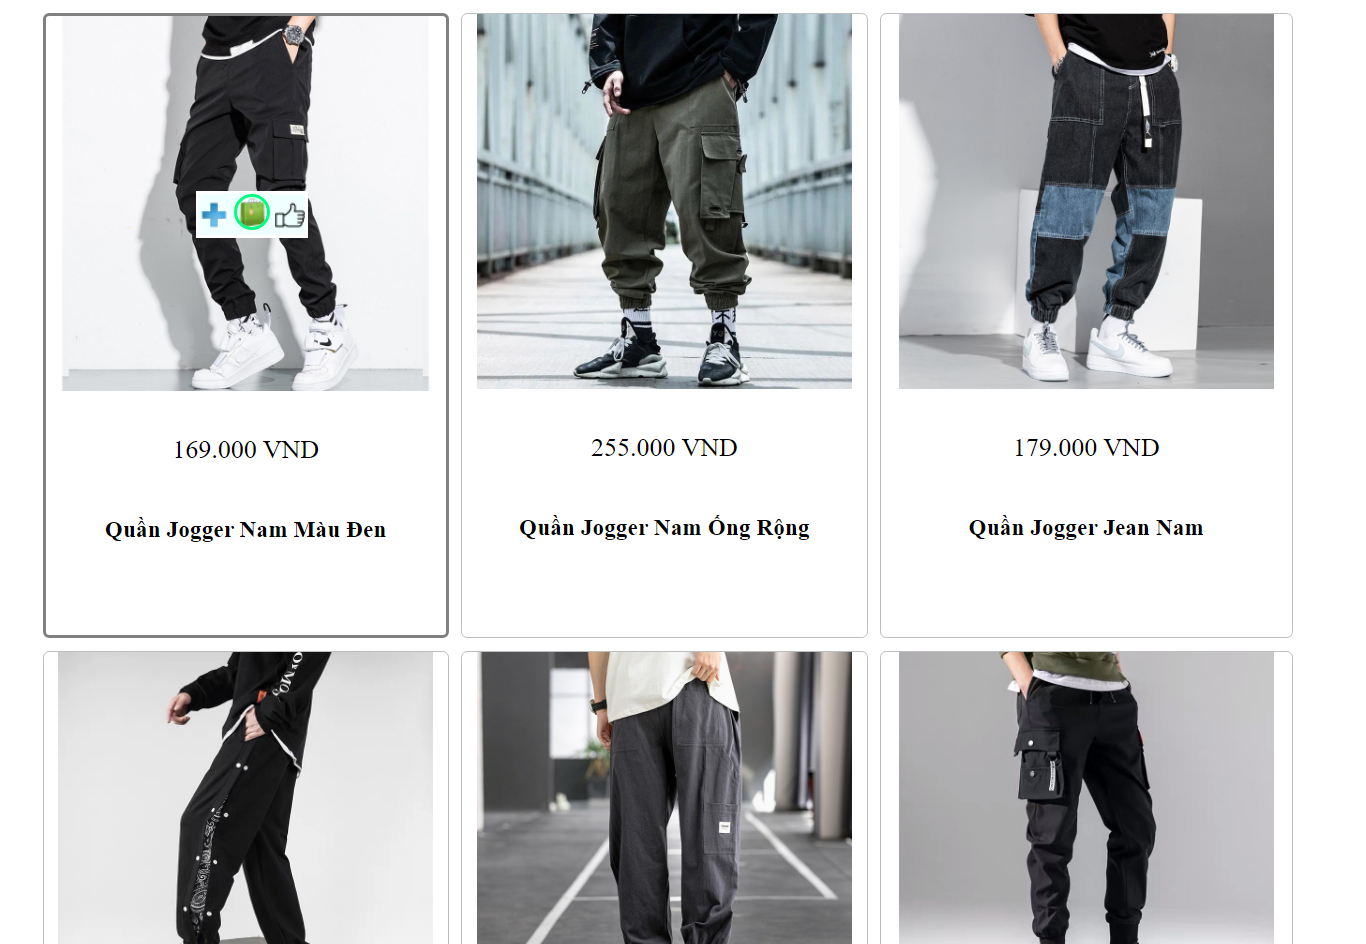 169.000 VND
255.000 VND
179.000 VND
Quần Jogger Nam Màu Đen
Quần Jogger Nam Ống Rộng
Quần Jogger Jean Nam